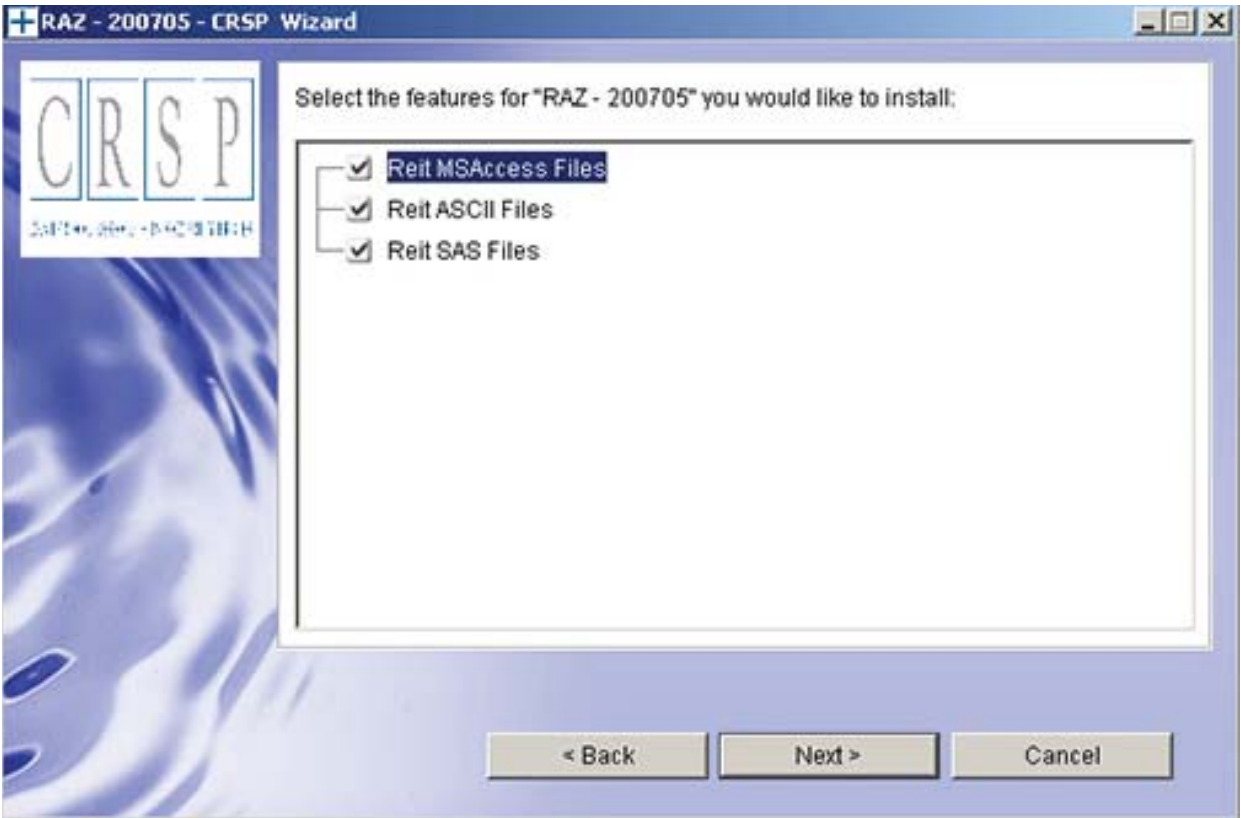 RAZ - 200705 - CRSP Wizard
CRSP
Select the features for "RAZ - 200705" you would like to install:
Reit MSAccess Files
Reit ASCII Files
Reit SAS Files
< Back
Next >
Cancel